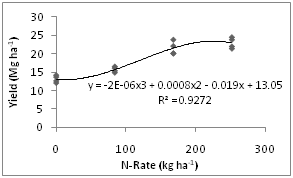 30
25
20
15
10
5
0
Yield (Mg ha-1)
y = -2E-06x3 + 0.0008x2 - 0.019x + 13.05
R² = 0.9272
0 100 200 300
N-Rate (kg ha-1)